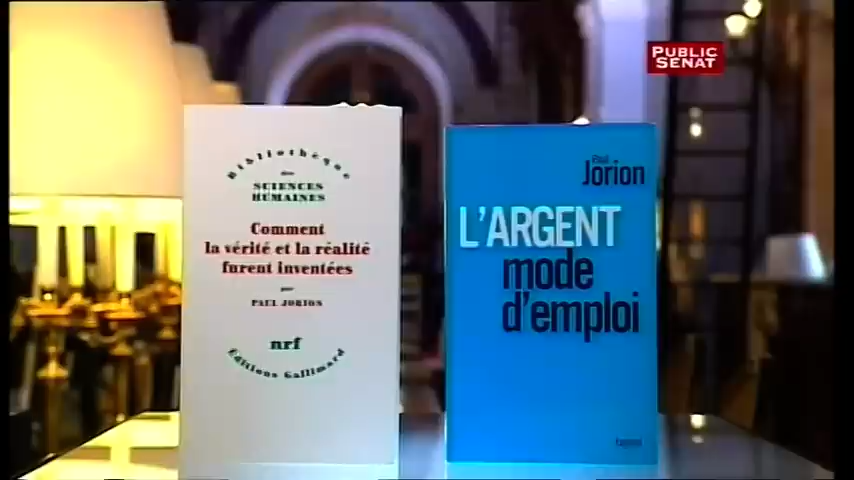 PUBLIC
SENAT
Bibliothèque
des
SCIENCES
HUMAINES
Comment
la vérité et la réalité
furent inventées
par
PAUL JORION
nrf
Éditions Gallimard
Paul
Jorion
L'ARGENT
mode
d'emploi
fayard